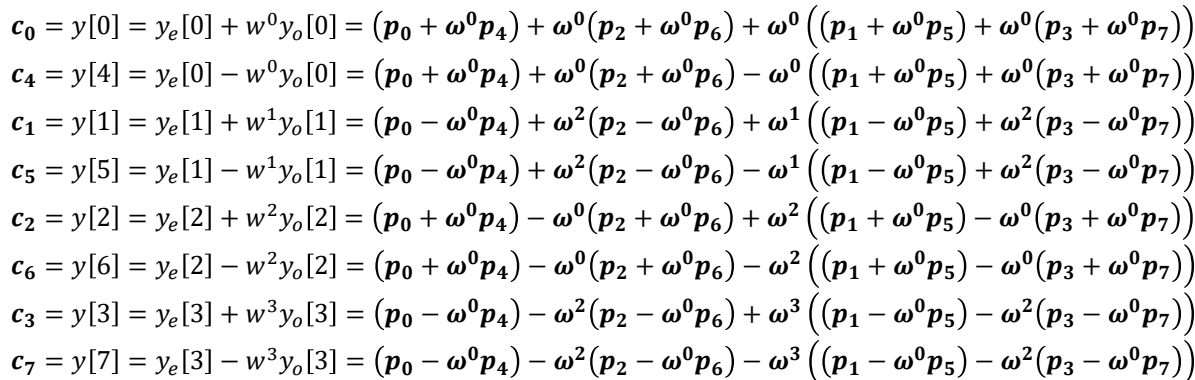 𝒄₀ = y[0] = yₑ[0] + w⁰yₒ[0] = (𝒑₀ + 𝝎⁰𝒑₄) + 𝝎⁰(𝒑₂ + 𝝎⁰𝒑₆) + 𝝎⁰((𝒑₁ + 𝝎⁰𝒑₅) + 𝝎⁰(𝒑₃ + 𝝎⁰𝒑₇))
𝒄₄ = y[4] = yₑ[0] − w⁰yₒ[0] = (𝒑₀ + 𝝎⁰𝒑₄) + 𝝎⁰(𝒑₂ + 𝝎⁰𝒑₆) − 𝝎⁰((𝒑₁ + 𝝎⁰𝒑₅) + 𝝎⁰(𝒑₃ + 𝝎⁰𝒑₇))
𝒄₁ = y[1] = yₑ[1] + w¹yₒ[1] = (𝒑₀ − 𝝎⁰𝒑₄) + 𝝎²(𝒑₂ − 𝝎⁰𝒑₆) + 𝝎¹((𝒑₁ − 𝝎⁰𝒑₅) + 𝝎²(𝒑₃ − 𝝎⁰𝒑₇))
𝒄₅ = y[5] = yₑ[1] − w¹yₒ[1] = (𝒑₀ − 𝝎⁰𝒑₄) + 𝝎²(𝒑₂ − 𝝎⁰𝒑₆) − 𝝎¹((𝒑₁ − 𝝎⁰𝒑₅) + 𝝎²(𝒑₃ − 𝝎⁰𝒑₇))
𝒄₂ = y[2] = yₑ[2] + w²yₒ[2] = (𝒑₀ + 𝝎⁰𝒑₄) − 𝝎⁰(𝒑₂ + 𝝎⁰𝒑₆) + 𝝎²((𝒑₁ + 𝝎⁰𝒑₅) − 𝝎⁰(𝒑₃ + 𝝎⁰𝒑₇))
𝒄₆ = y[6] = yₑ[2] − w²yₒ[2] = (𝒑₀ + 𝝎⁰𝒑₄) − 𝝎⁰(𝒑₂ + 𝝎⁰𝒑₆) − 𝝎²((𝒑₁ + 𝝎⁰𝒑₅) − 𝝎⁰(𝒑₃ + 𝝎⁰𝒑₇))
𝒄₃ = y[3] = yₑ[3] + w³yₒ[3] = (𝒑₀ − 𝝎⁰𝒑₄) − 𝝎²(𝒑₂ − 𝝎⁰𝒑₆) + 𝝎³((𝒑₁ − 𝝎⁰𝒑₅) − 𝝎²(𝒑₃ − 𝝎⁰𝒑₇))
𝒄₇ = y[7] = yₑ[3] − w³yₒ[3] = (𝒑₀ − 𝝎⁰𝒑₄) − 𝝎²(𝒑₂ − 𝝎⁰𝒑₆) − 𝝎³((𝒑₁ − 𝝎⁰𝒑₅) − 𝝎²(𝒑₃ − 𝝎⁰𝒑₇))